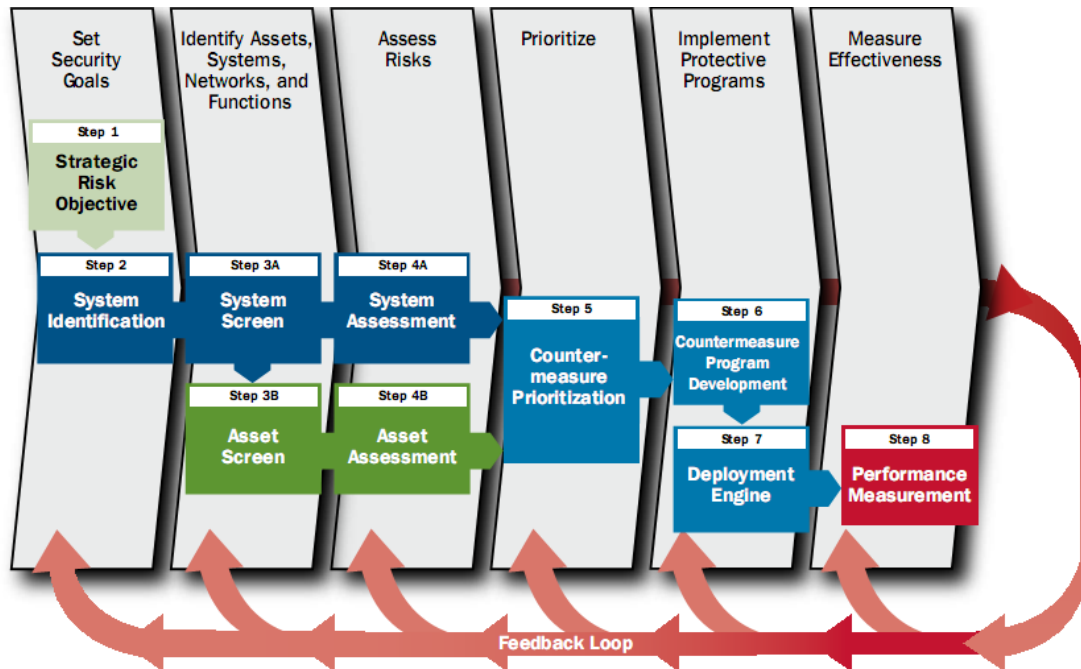 Set
Security
Goals
Identify Assets,
Systems,
Networks, and
Functions
Assess
Risks
Prioritize
Implement
Protective
Programs
Measure
Effectiveness
Step 1
Strategic
Risk
Objective
Step 2
System
Identification
Step 3A
System
Screen
Step 4A
System
Assessment
Step 3B
Asset
Screen
Step 4B
Asset
Assessment
Step 5
Counter-
measure
Prioritization
Step 6
Countermeasure
Program
Development
Step 7
Deployment
Engine
Step 8
Performance
Measurement
Feedback Loop